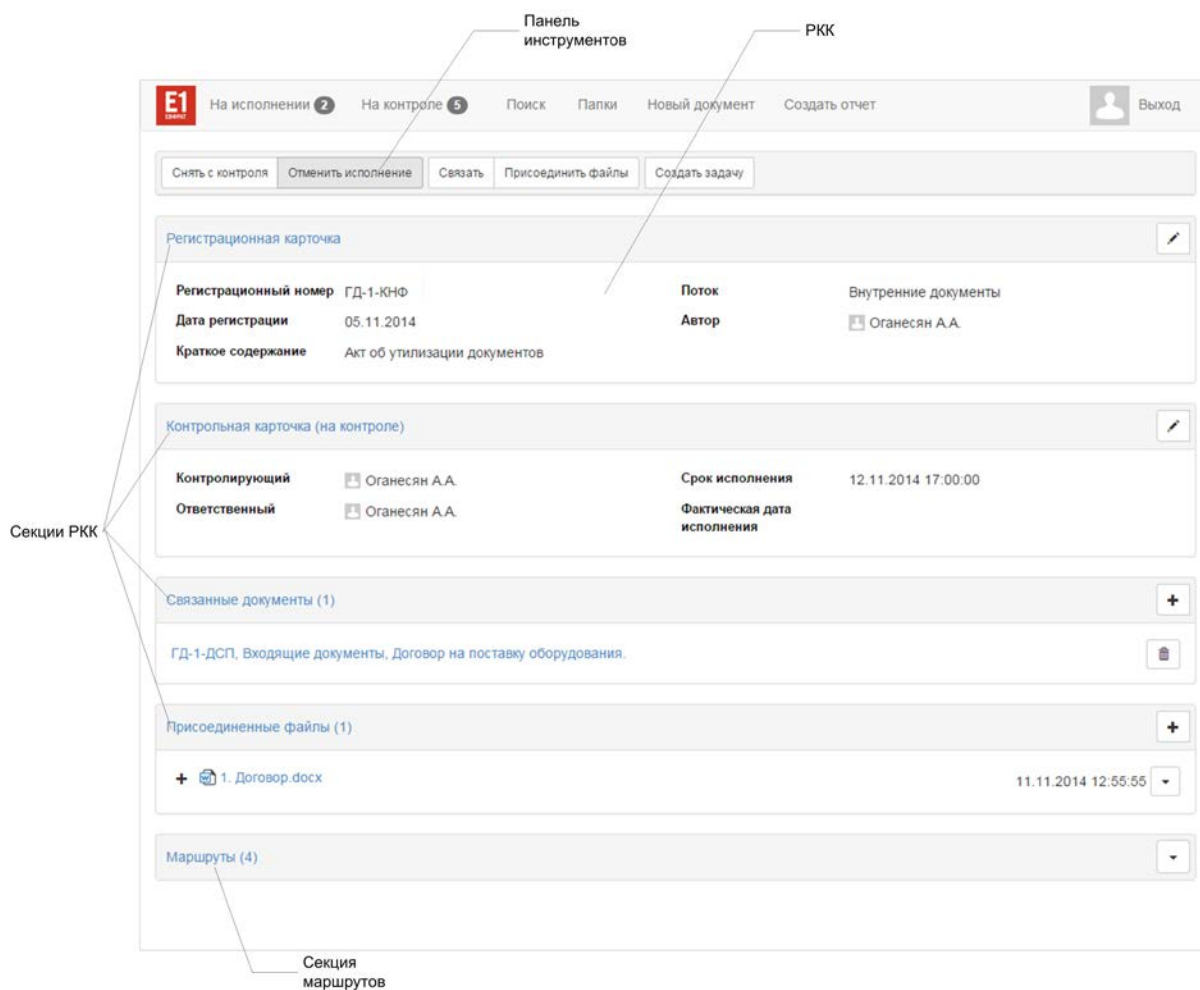 Панель
инструментов
РКК
E1
На исполнении 2 На контроле 5 Поиск Папки Новый документ Создать отчет Выход
Снять с контроля Отменить исполнение Связать Присоединить файлы Создать задачу
Регистрационная карточка
Регистрационный номер ГД-1-КНФ Поток Внутренние документы
Дата регистрации 05.11.2014 Автор Оганесян А.А.
Краткое содержание Акт об утилизации документов
Контрольная карточка (на контроле)
Контролирующий Оганесян А.А. Срок исполнения 12.11.2014 17:00:00
Ответственный Оганесян А.А. Фактическая дата
исполнения
Секции РКК
Связанные документы (1)
ГД-1-ДСП, Входящие документы, Договор на поставку оборудования.
Присоединенные файлы (1)
1. Договор.docx 11.11.2014 12:55:55
Маршруты (4)
Секция
маршрутов